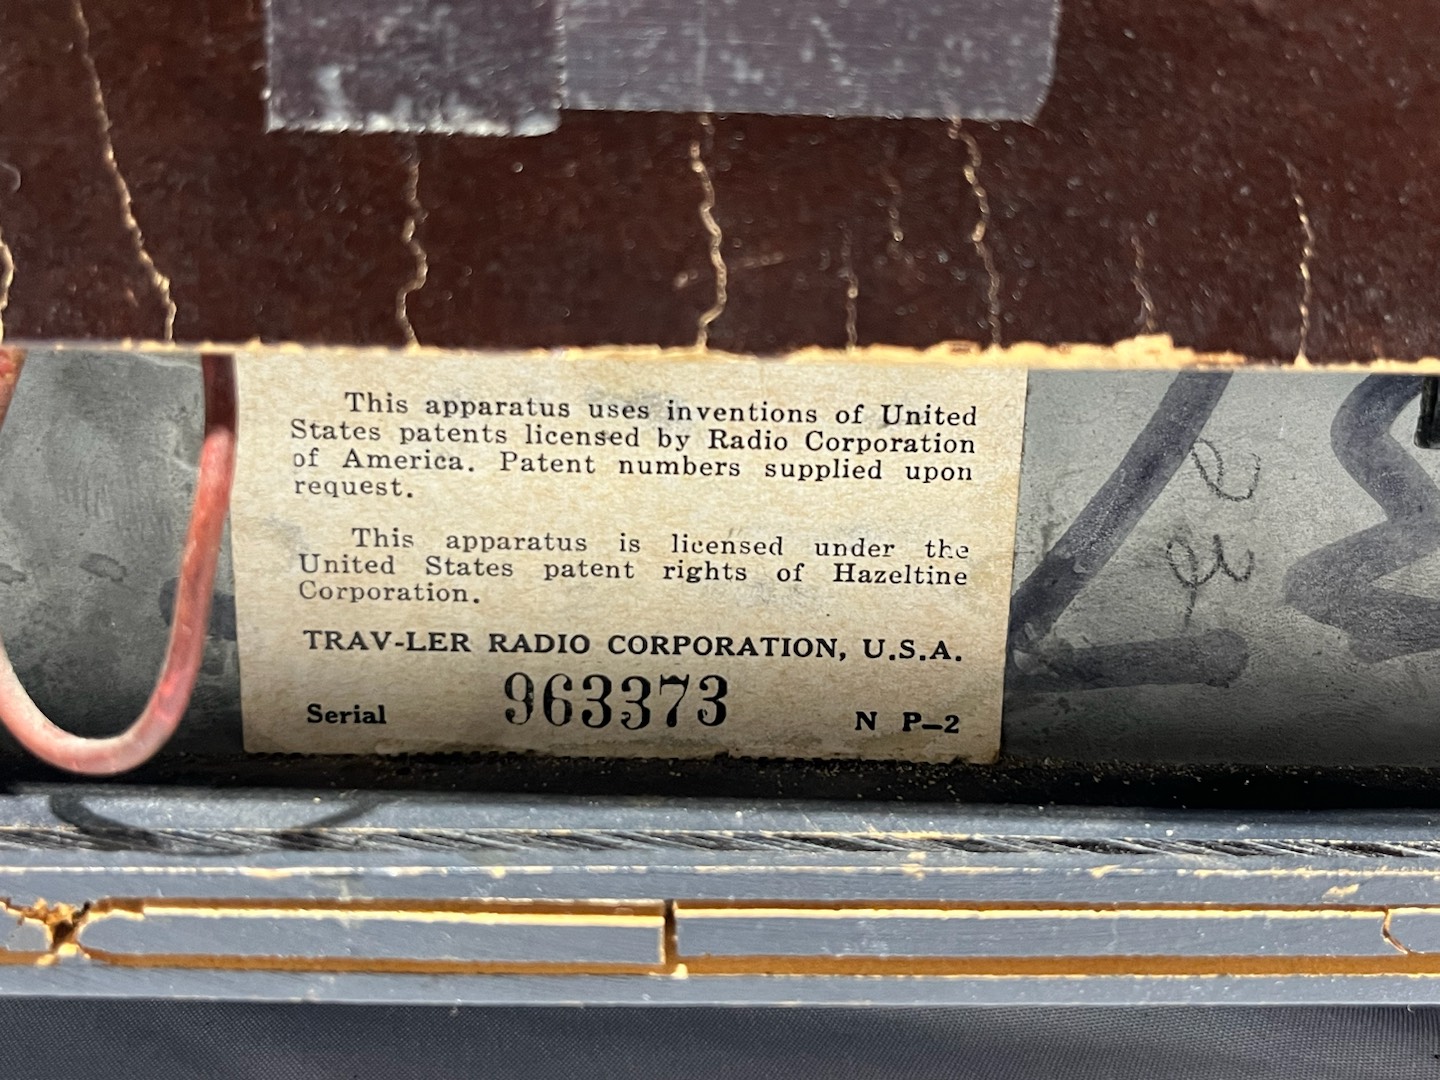 This apparatus uses inventions of United
States patents licensed by Radio Corporation
of America. Patent numbers supplied upon
request.
This apparatus is licensed under the
United States patent rights of Hazeltine
Corporation.
TRAV-LER RADIO CORPORATION, U.S.A.
Serial 963373 N P-2